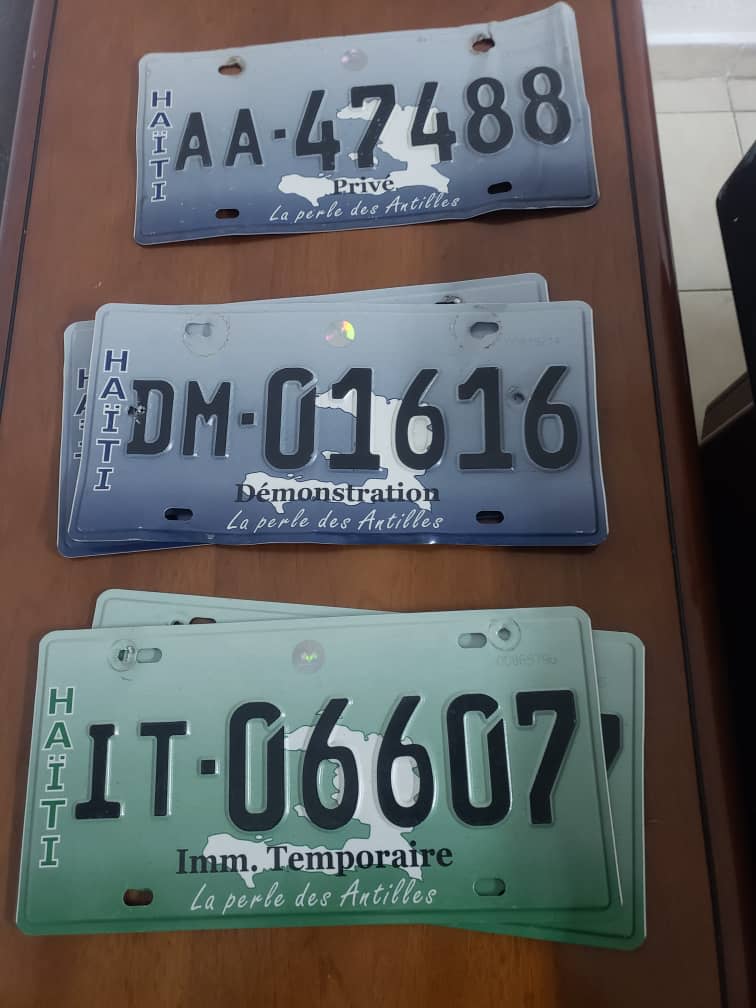 HAÏTI
AA-47488
Privé
La perle des Antilles
HAÏTI
DM-01616
Démonstration
La perle des Antilles
HAÏTI
IT-06607
Imm. Temporaire
La perle des Antilles